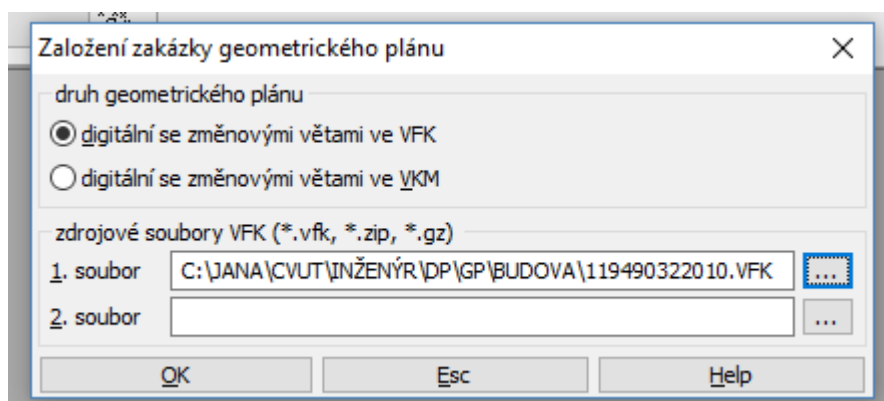 Založení zakázky geometrického plánu
druh geometrického plánu
digitální se změnovými větami ve VFK
digitální se změnovými větami ve VKM
zdrojové soubory VFK (*.vfk, *.zip, *.gz)
1. soubor C:\JANA\CVUT\INŽENÝR\DP\GP\BUDOVA\119490322010.VFK ...
2. soubor ...
OK Esc Help